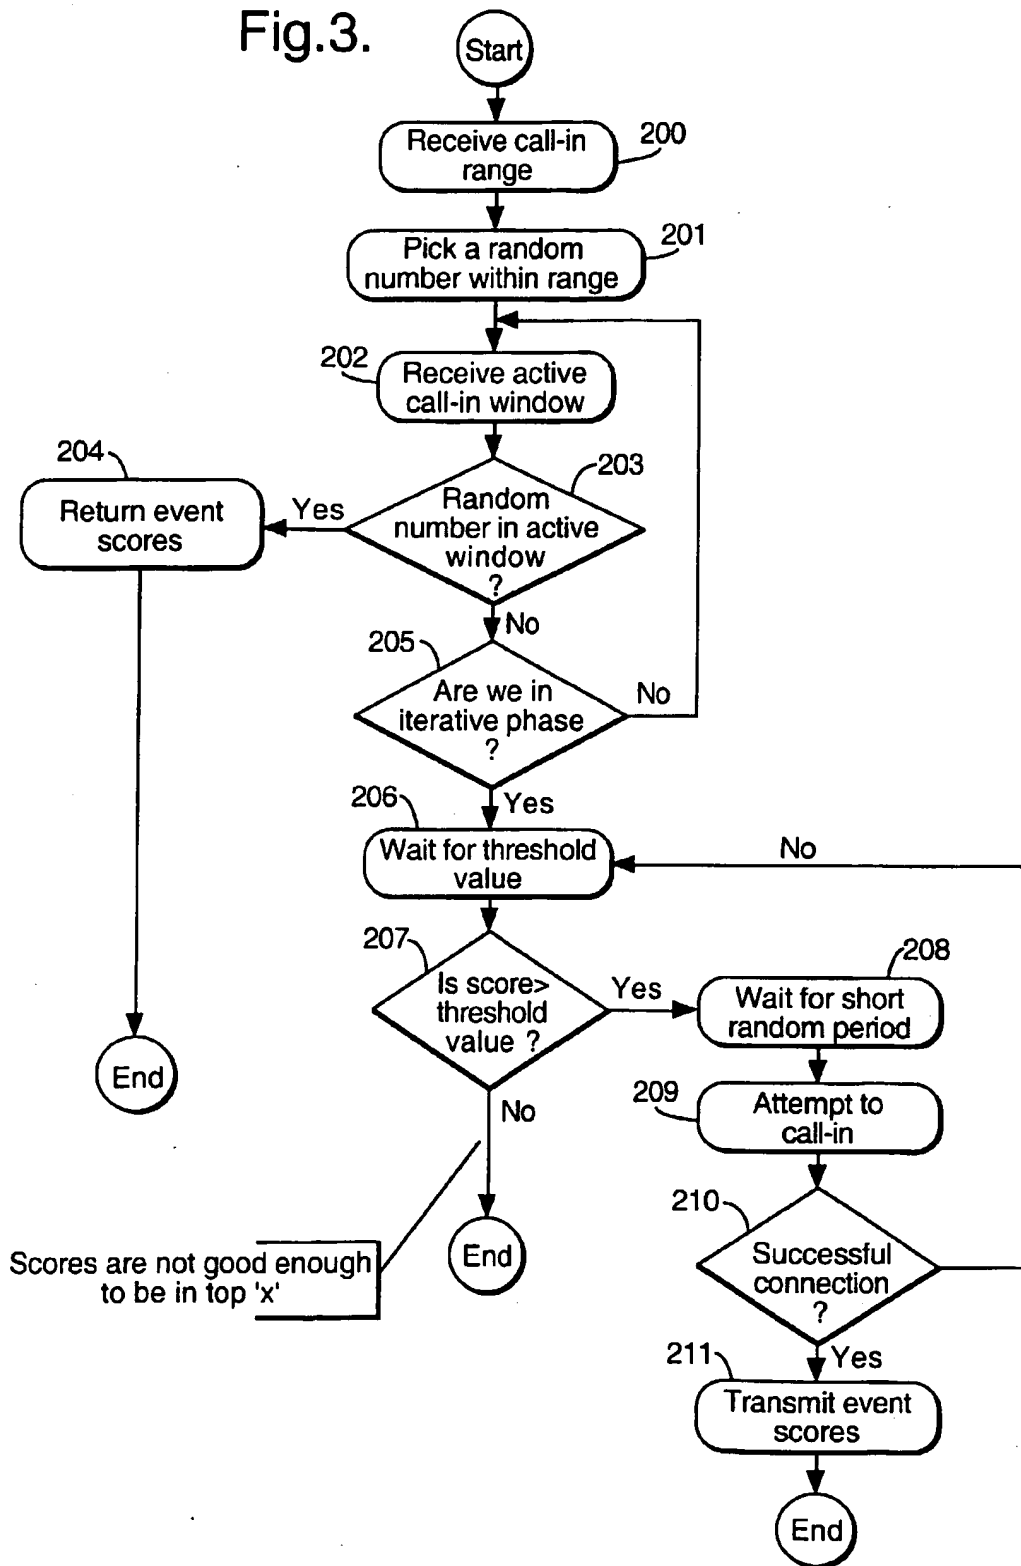 Fig.3.
Start
Receive call-in
range
200
Pick a random
number within range
201
202
Receive active
call-in window
203
Random
number in active
window
?
Yes
204
Return event
scores
End
No
205
Are we in
iterative phase
?
No
Yes
206
Wait for threshold
value
No
207
Is score>
threshold
value ?
Yes
208
Wait for short
random period
No
209
Attempt to
call-in
Scores are not good enough
to be in top 'x'
End
210
Successful
connection
?
Yes
211
Transmit event
scores
End